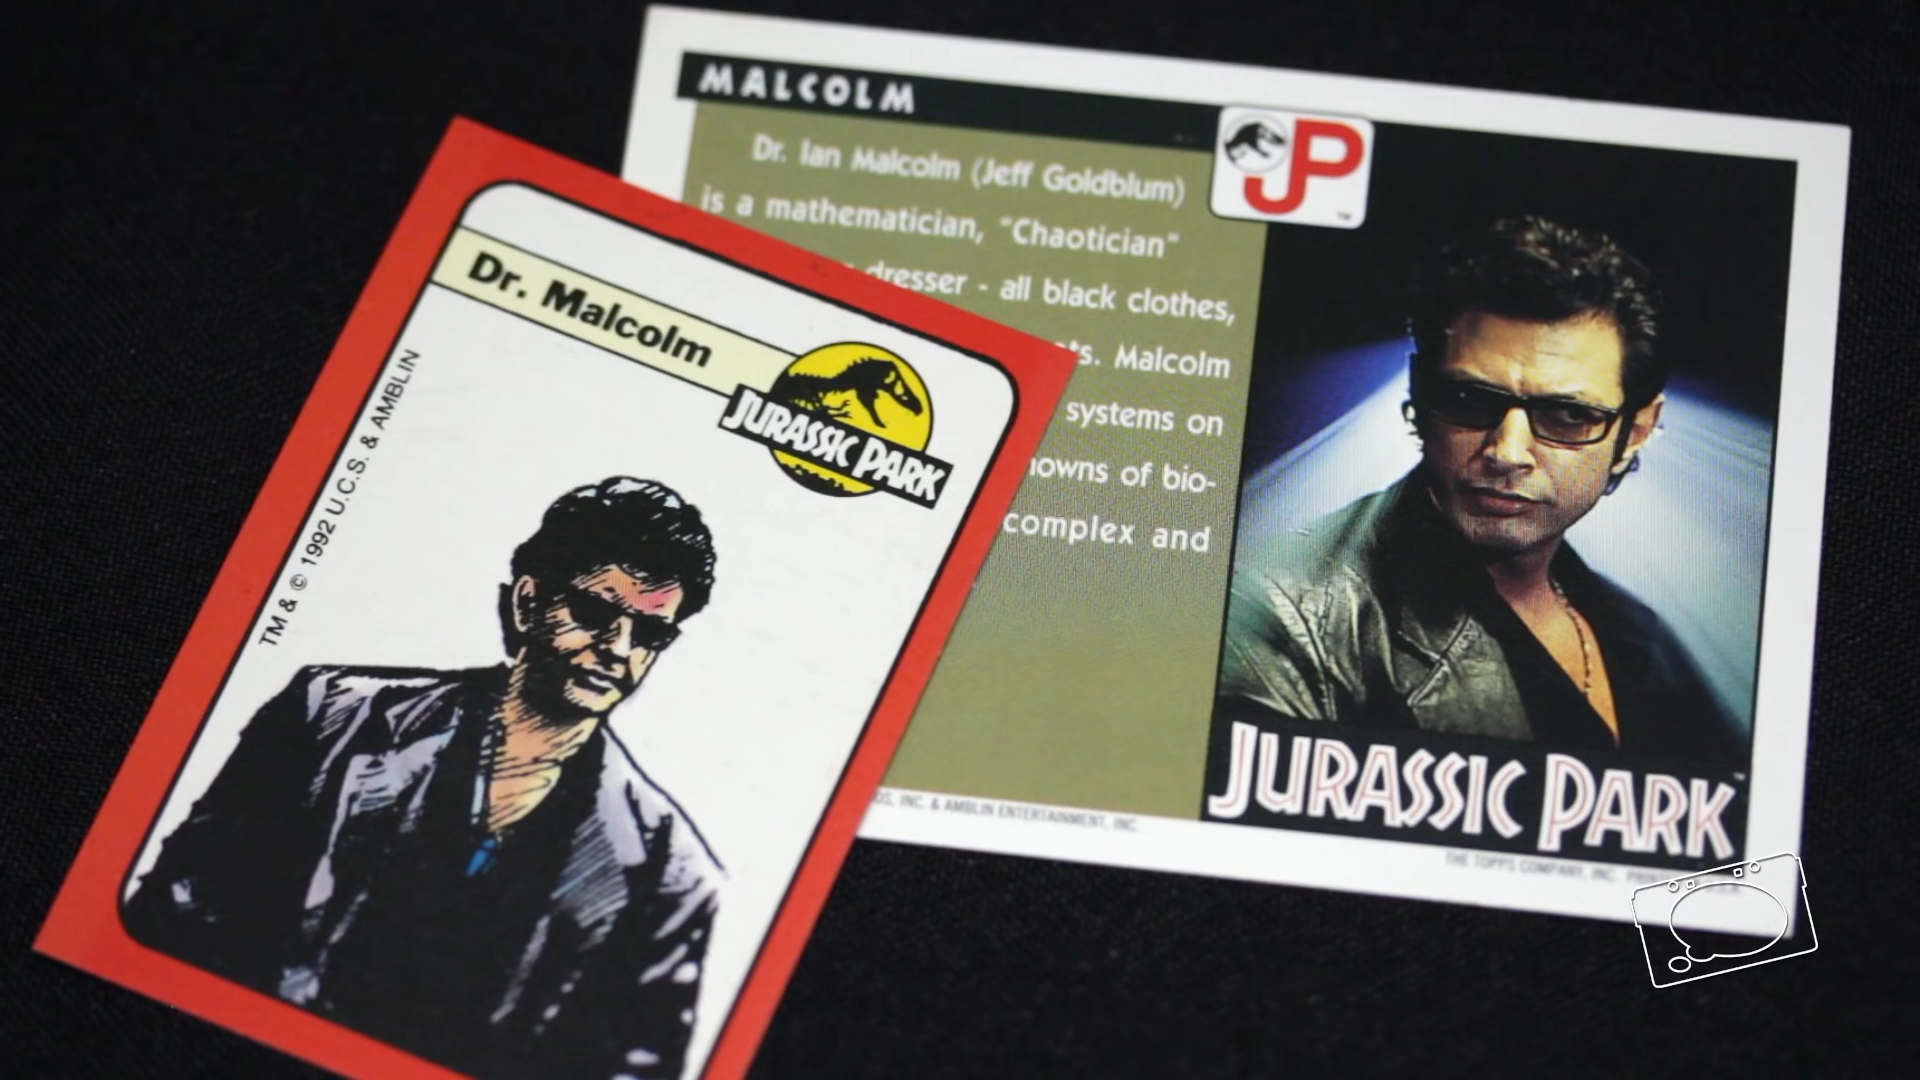 MALCOLM
JP
TM
Dr. Ian Malcolm (Jeff Goldblum)
is a mathematician, "Chaotician"
dresser - all black clothes,
Malcolm
systems on
of bio-
complex and
INC. & AMBLIN ENTERTAINMENT, INC.
JURASSIC PARK
THE TOPPS COMPANY, INC.
Dr. Malcolm
JURASSIC PARK
TM & © 1992 U.C.S. & AMBLIN